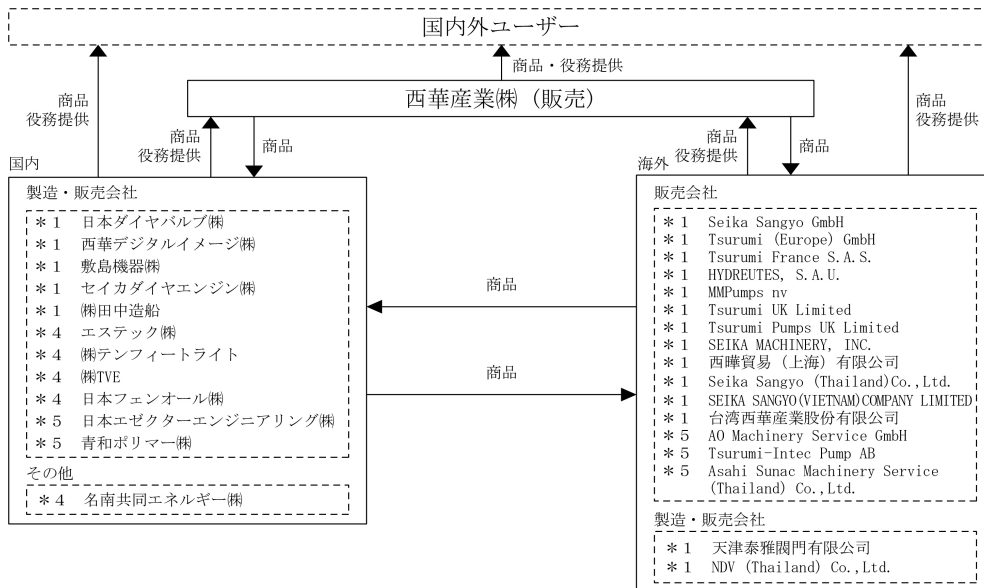 国内外ユーザー
商品・役務提供
西華産業㈱（販売）
商品
役務提供
商品
役務提供
商品
商品
役務提供
商品
商品
役務提供
国内
製造・販売会社
＊1 日本ダイヤバルブ㈱
＊1 西華デジタルイメージ㈱
＊1 敷島機器㈱
＊1 セイカダイヤエンジン㈱
＊1 ㈱田中造船
＊4 エステック㈱
＊4 ㈱テンフィートライト
＊4 ㈱TVE
＊4 日本フェンオール㈱
＊5 日本エゼクターエンジニアリング㈱
＊5 青和ポリマー㈱
その他
＊4 名南共同エネルギー㈱
商品
商品
海外
販売会社
＊1 Seika Sangyo GmbH
＊1 Tsurumi (Europe) GmbH
＊1 Tsurumi France S.A.S.
＊1 HYDREUTES, S.A.U.
＊1 MMPumps nv
＊1 Tsurumi UK Limited
＊1 Tsurumi Pumps UK Limited
＊1 SEIKA MACHINERY, INC.
＊1 西曄貿易（上海）有限公司
＊1 Seika Sangyo (Thailand)Co.,Ltd.
＊1 SEIKA SANGYO(VIETNAM)COMPANY LIMITED
＊1 台湾西華産業股份有限公司
＊5 AO Machinery Service GmbH
＊5 Tsurumi-Intec Pump AB
＊5 Asahi Sunac Machinery Service
(Thailand) Co.,Ltd.
製造・販売会社
＊1 天津泰雅閥門有限公司
＊1 NDV (Thailand) Co.,Ltd.